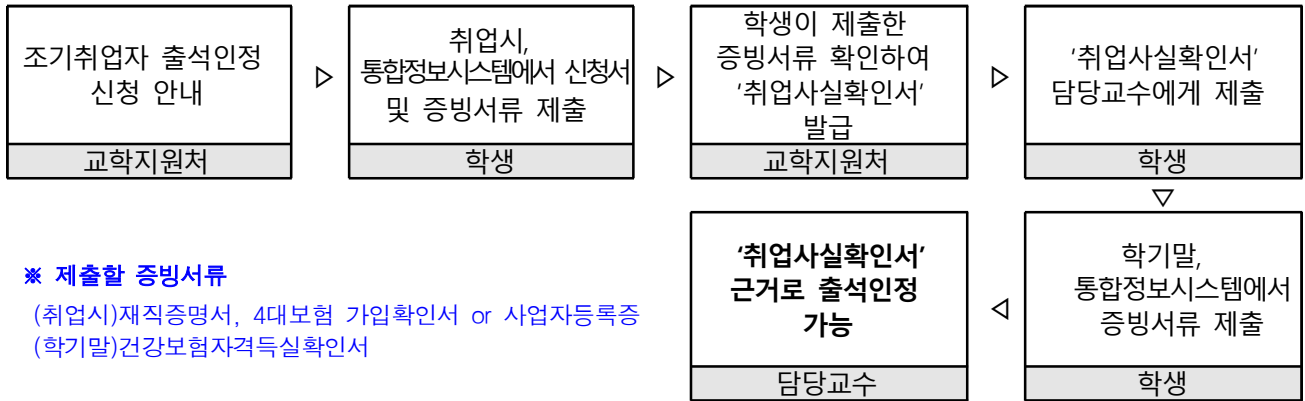 조기취업자 출석인정
신청 안내
교학지원처
▷
취업시,
통합정보시스템에서 신청서
및 증빙서류 제출
학생
▷
학생이 제출한
증빙서류 확인하여
'취업사실확인서'
발급
교학지원처
▷
'취업사실확인서'
담당교수에게 제출
학생
▽
학기말,
통합정보시스템에서
증빙서류 제출
학생
◁
'취업사실확인서'
근거로 출석인정
가능
담당교수
※ 제출할 증빙서류
(취업시)재직증명서, 4대보험 가입확인서 or 사업자등록증
(학기말)건강보험자격득실확인서